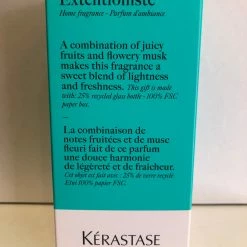 Extentioniste
Home fragrance - Parfum d'ambiance
A combination of juicy
fruits and flowery musk
makes this fragrance a
sweet blend of lightness
and freshness. This gift is made
with: 25% recycled glass bottle - 100% FSC
paper box.
La combinaison de
notes fruitées et de musc
fleuri fait de ce parfum
une douce harmonie
de légèreté et de fraîcheur.
Cet objet est fait avec : 25% de verre recyclé
Etui 100% papier FSC.
KÉRASTASE